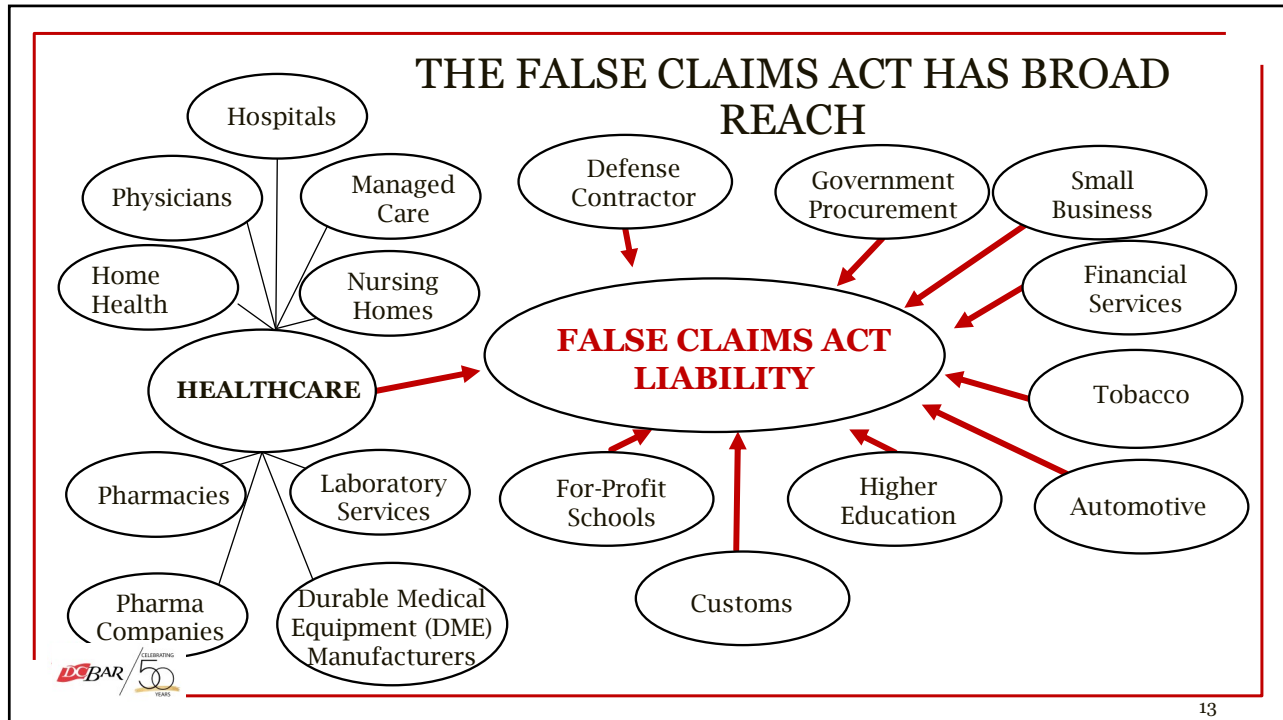 THE FALSE CLAIMS ACT HAS BROAD
REACH
Hospitals
Physicians
Managed
Care
Home
Health
Nursing
Homes
HEALTHCARE
Pharmacies
Laboratory
Services
Pharma
Companies
Durable Medical
Equipment (DME)
Manufacturers
Defense
Contractor
Government
Procurement
Small
Business
Financial
Services
FALSE CLAIMS ACT
LIABILITY
Tobacco
Automotive
For-Profit
Schools
Higher
Education
Customs
DCBAR
CELEBRATING
50
YEARS
13